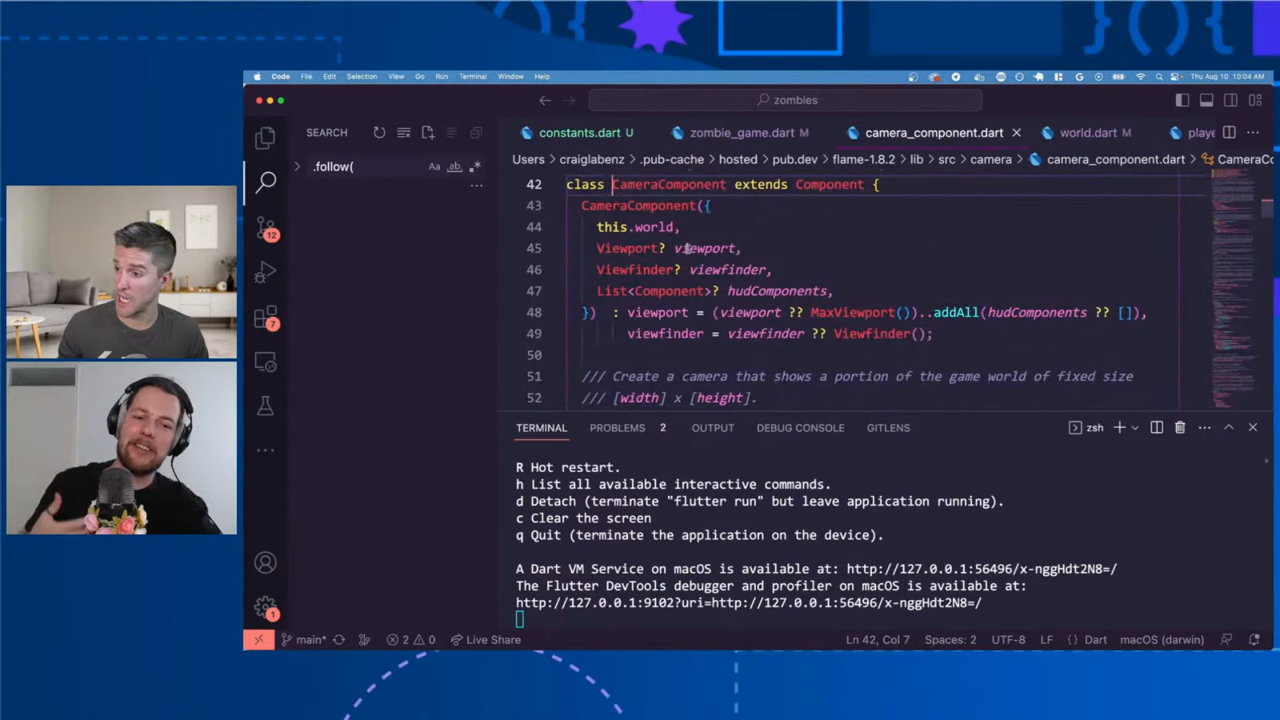 Code File Edit Selection View Go Run Terminal Window Help Thu Aug 10 10:04 AM
zombies
SEARCH
.follow(
Aa ab .*
12
7
1
constants.dart U zombie_game.dart M camera_component.dart world.dart M playe
Users craiglabenz .pub-cache hosted pub.dev flame-1.8.2 lib src camera camera_component.dart CameraCo
42 class CameraComponent extends Component {
43 CameraComponent({
44 this.world,
45 Viewport? viewport,
46 Viewfinder? viewfinder,
47 List<Component>? hudComponents,
48 }) : viewport = (viewport ?? MaxViewport())..addAll(hudComponents ?? []),
49 viewfinder = viewfinder ?? Viewfinder();
50
51 /// Create a camera that shows a portion of the game world of fixed size
52 /// [width] x [height].
TERMINAL PROBLEMS 2 OUTPUT DEBUG CONSOLE GITLENS zsh
R Hot restart.
h List all available interactive commands.
d Detach (terminate "flutter run" but leave application running).
c Clear the screen
q Quit (terminate the application on the device).
A Dart VM Service on macOS is available at: http://127.0.0.1:56496/x-nggHdt2N8=/
The Flutter DevTools debugger and profiler on macOS is available at:
http://127.0.0.1:9102?uri=http://127.0.0.1:56496/x-nggHdt2N8=/
main* 2 0 Live Share Ln 42, Col 7 Spaces: 2 UTF-8 LF {} Dart macOS (darwin)